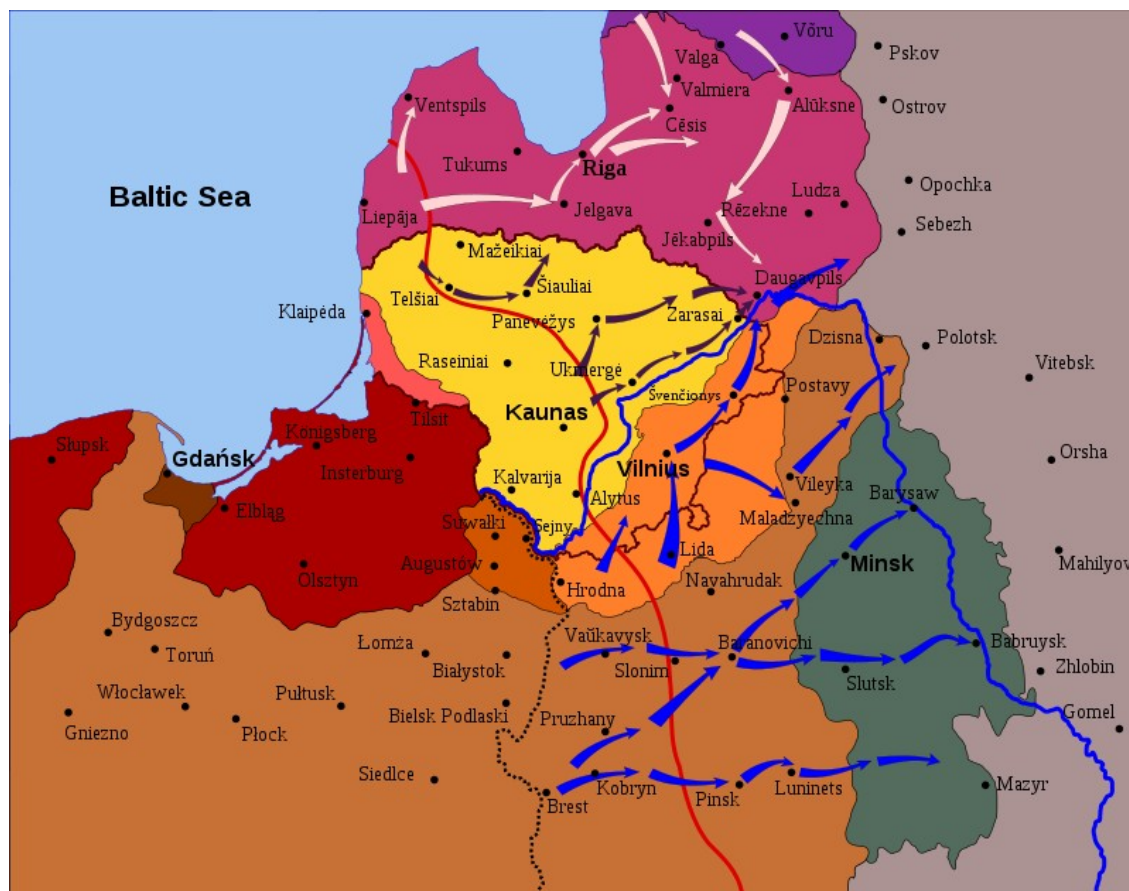 Võru
Valga
Pskov
Valmiera
Ventspils
Alūksne
Ostrov
Cēsis
Tukums
Riga
Baltic Sea
Ludza
Opochka
Liepāja
Jelgava
Rēzekne
Sebezh
Jēkabpils
Mažeikiai
Daugavpils
Telšiai
Šiauliai
Klaipėda
Panevėžys
Zarasai
Dzisna
Polotsk
Raseiniai
Ukmergė
Vitebsk
Postavy
Švenčionys
Tilsit
Kaunas
Słupsk
Gdańsk
Königsberg
Insterburg
Orsha
Vilnius
Kalvarija
Vileyka
Alytus
Barysaw
Elbląg
Maladzyechna
Suwałki
Sejny
Lida
Minsk
Augustów
Mahilyov
Olsztyn
Hrodna
Navahrudak
Sztabin
Bydgoszcz
Vaŭkavysk
Baranovichi
Łomża
Babruysk
Toruń
Białystok
Slonim
Zhlobin
Slutsk
Włocławek
Pułtusk
Bielsk Podlaski
Gomel
Gniezno
Płock
Pruzhany
Siedlce
Kobryn
Luninets
Mazyr
Brest
Pinsk